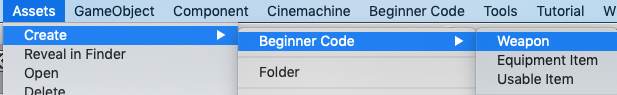 Assets GameObject Component Cinemachine Beginner Code Tools Tutorial W
Create Beginner Code Weapon
Reveal in Finder Equipment Item
Open Folder Usable Item
Delete